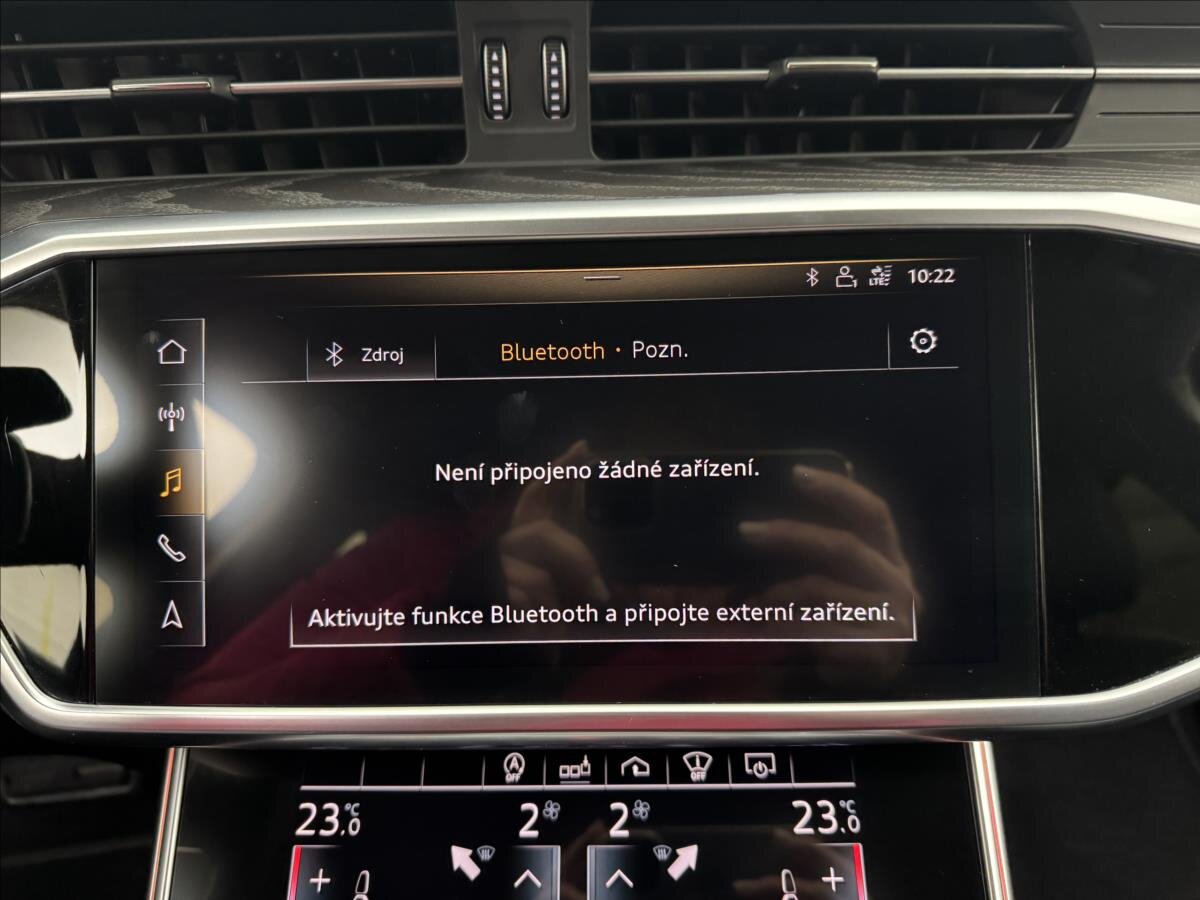 LTE 10:22
Zdroj Bluetooth · Pozn.
Není připojeno žádné zařízení.
Aktivujte funkce Bluetooth a připojte externí zařízení.
A OFF OFF
23.0 °C 2 2 23.0 °C
+ +